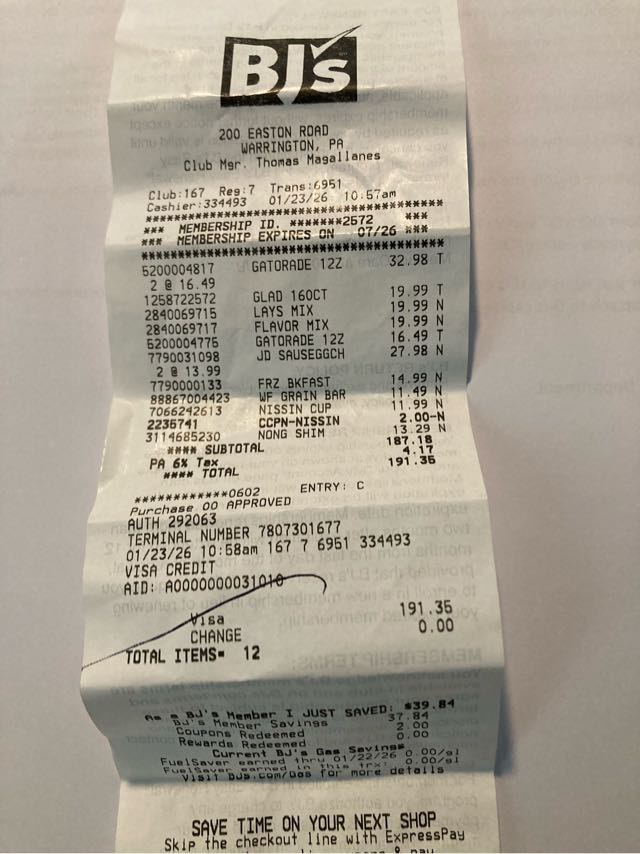 BJ's
200 EASTON ROAD
WARRINGTON, PA
Club Mgr. Thomas Magallanes
Club:167 Reg:7 Trans:6951
Cashier:334493 01/23/26 10:57am
*** MEMBERSHIP ID. *******2572 ***
*** MEMBERSHIP EXPIRES ON 07/26 ***
5200004817 GATORADE 12Z 32.98 T
2 @ 16.49
1258722572 GLAD 160CT 19.99 T
2840069715 LAYS MIX 19.99 N
2840069717 FLAVOR MIX 19.99 N
5200004775 GATORADE 12Z 16.49 T
7790031098 JD SAUSEGGCH 27.98 N
2 @ 13.99
7790000133 FRZ BKFAST 14.99 N
88867004423 WF GRAIN BAR 11.49 N
7066242613 NISSIN CUP 11.99 N
2235741 CCPN-NISSIN 2.00-N
3114685230 NONG SHIM 13.29 N
**** SUBTOTAL 187.18
PA 6% Tax 4.17
**** TOTAL 191.35
************0602 ENTRY: C
Purchase 00 APPROVED
AUTH 292063
TERMINAL NUMBER 7807301677
01/23/26 10:58am 167 7 6951 334493
VISA CREDIT
AID: A0000000031010
Visa 191.35
CHANGE 0.00
TOTAL ITEMS= 12
As a BJ's Member I JUST SAVED: $39.84
BJ's Member Savings 37.84
Coupons Redeemed 2.00
Rewards Redeemed 0.00
Current BJ's Gas Savings
FuelSaver earned thru 01/22/26 0.00/gl
FuelSaver earned in this trx: 0.00/gl
Visit BJs.com/Gas for more details
SAVE TIME ON YOUR NEXT SHOP
Skip the checkout line with ExpressPay